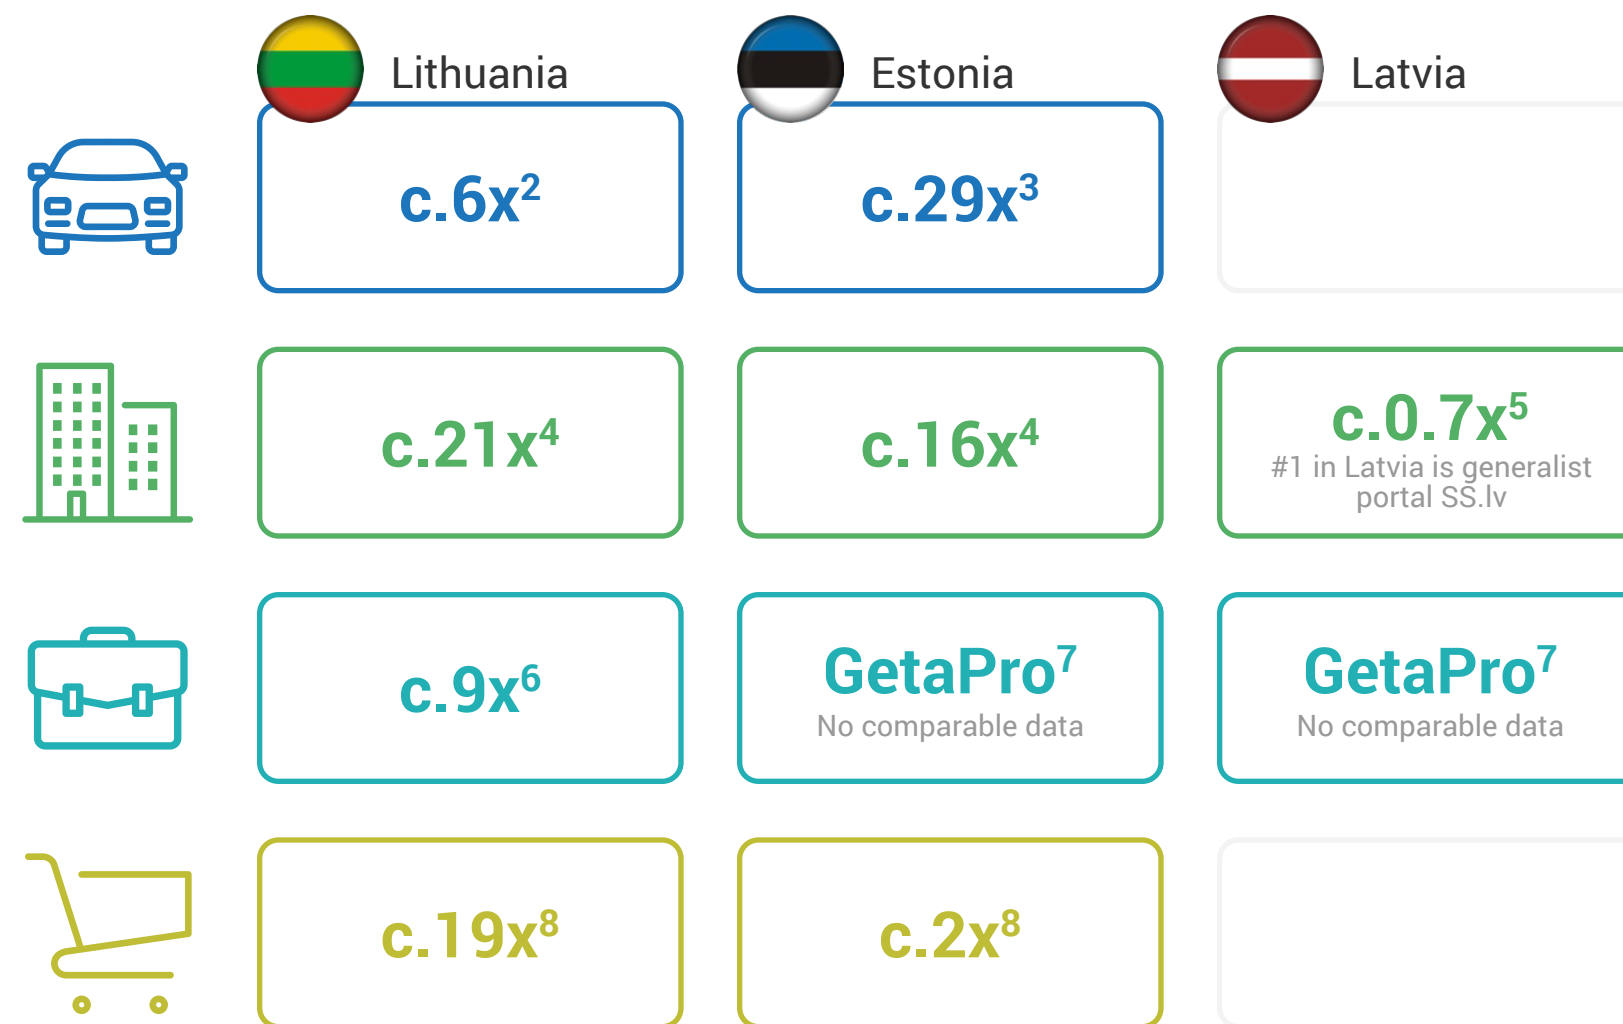 Lithuania
Estonia
Latvia
c.6x²
c.29x³
c.21x⁴
c.16x⁴
c.0.7x⁵
#1 in Latvia is generalist
portal SS.lv
c.9x⁶
GetaPro⁷
No comparable data
GetaPro⁷
No comparable data
c.19x⁸
c.2x⁸